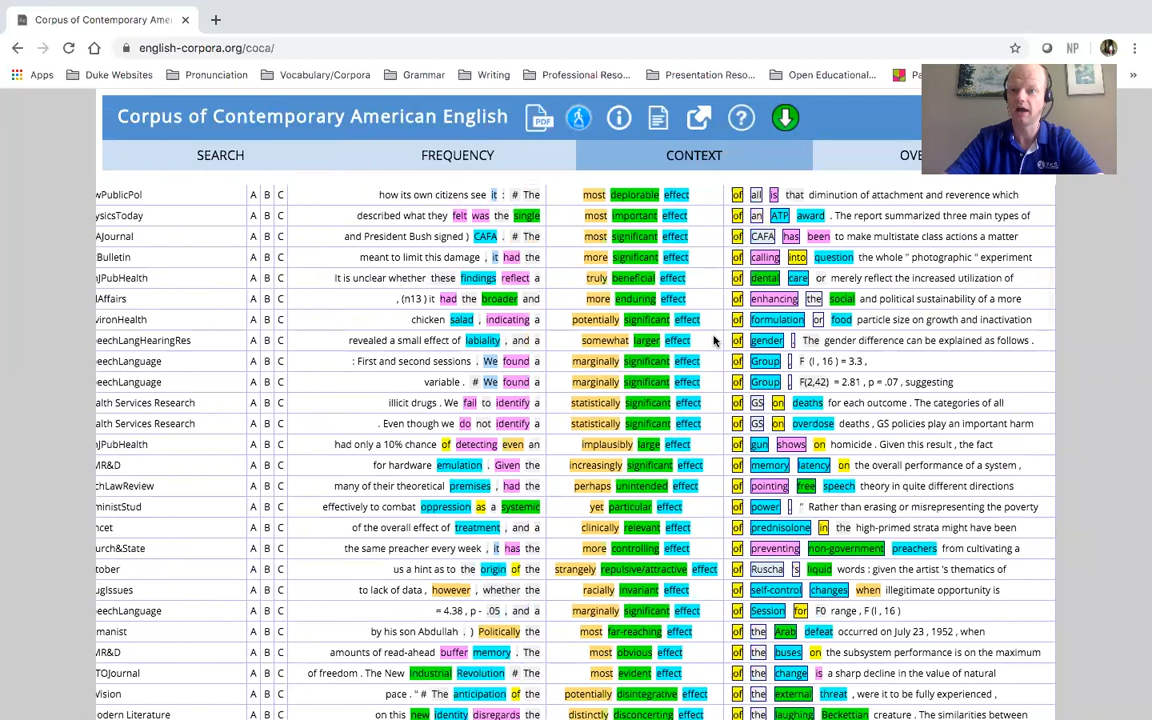 Corpus of Contemporary Amer
english-corpora.org/coca/
NP
Apps Duke Websites Pronunciation Vocabulary/Corpora Grammar Writing Professional Reso... Presentation Reso... Open Educational... Pa »
Corpus of Contemporary American English PDF
SEARCH FREQUENCY CONTEXT OVE
wPublicPol A B C how its own citizens see it : # The most deplorable effect of all is that diminution of attachment and reverence which
ysicsToday A B C described what they felt was the single most important effect of an ATP award . The report summarized three main types of
AJournal A B C and President Bush signed ) CAFA . # The most significant effect of CAFA has been to make multistate class actions a matter
Bulletin A B C meant to limit this damage , it had the more significant effect of calling into question the whole " photographic " experiment
nJPubHealth A B C It is unclear whether these findings reflect a truly beneficial effect of dental care or merely reflect the increased utilization of
lAffairs A B C , (n13 ) it had the broader and more enduring effect of enhancing the social and political sustainability of a more
vironHealth A B C chicken salad , indicating a potentially significant effect of formulation or food particle size on growth and inactivation
eechLangHearingRes A B C revealed a small effect of labiality , and a somewhat larger effect of gender . The gender difference can be explained as follows .
eechLanguage A B C : First and second sessions . We found a marginally significant effect of Group , F (l , 16 ) = 3.3 ,
eechLanguage A B C variable . # We found a marginally significant effect of Group , F(2,42) = 2.81 , p = .07 , suggesting
alth Services Research A B C illicit drugs . We fail to identify a statistically significant effect of GS on deaths for each outcome . The categories of all
alth Services Research A B C . Even though we do not identify a statistically significant effect of GS on overdose deaths , GS policies play an important harm
nJPubHealth A B C had only a 10% chance of detecting even an implausibly large effect of gun shows on homicide . Given this result , the fact
MR&D A B C for hardware emulation . Given the increasingly significant effect of memory latency on the overall performance of a system ,
chLawReview A B C many of their theoretical premises , had the perhaps unintended effect of pointing free speech theory in quite different directions
ministStud A B C effectively to combat oppression as a systemic yet particular effect of power . " Rather than erasing or misrepresenting the poverty
ncet A B C of the overall effect of treatment , and a clinically relevant effect of prednisolone in the high-primed strata might have been
urch&State A B C the same preacher every week , it has the more controlling effect of preventing non-government preachers from cultivating a
tober A B C us a hint as to the origin of the strangely repulsive/attractive effect of Ruscha 's liquid words : given the artist 's thematics of
ugIssues A B C to lack of data , however , whether the racially invariant effect of self-control changes when illegitimate opportunity is
eechLanguage A B C = 4.38 , p - .05 , and a marginally significant effect of Session for F0 range , F (l , 16 )
manist A B C by his son Abdullah . ) Politically the most far-reaching effect of the Arab defeat occurred on July 23 , 1952 , when
MR&D A B C amounts of read-ahead buffer memory . The most obvious effect of the buses on the subsystem performance is on the maximum
TOJournal A B C of freedom . The New Industrial Revolution # The most evident effect of the change is a sharp decline in the value of natural
Vision A B C pace . " # The anticipation of the potentially disintegrative effect of the external threat , were it to be fully experienced ,
odern Literature A B C on this new identity disregards the distinctly disconcerting effect of the laughing Beckettian creature . The similarities between